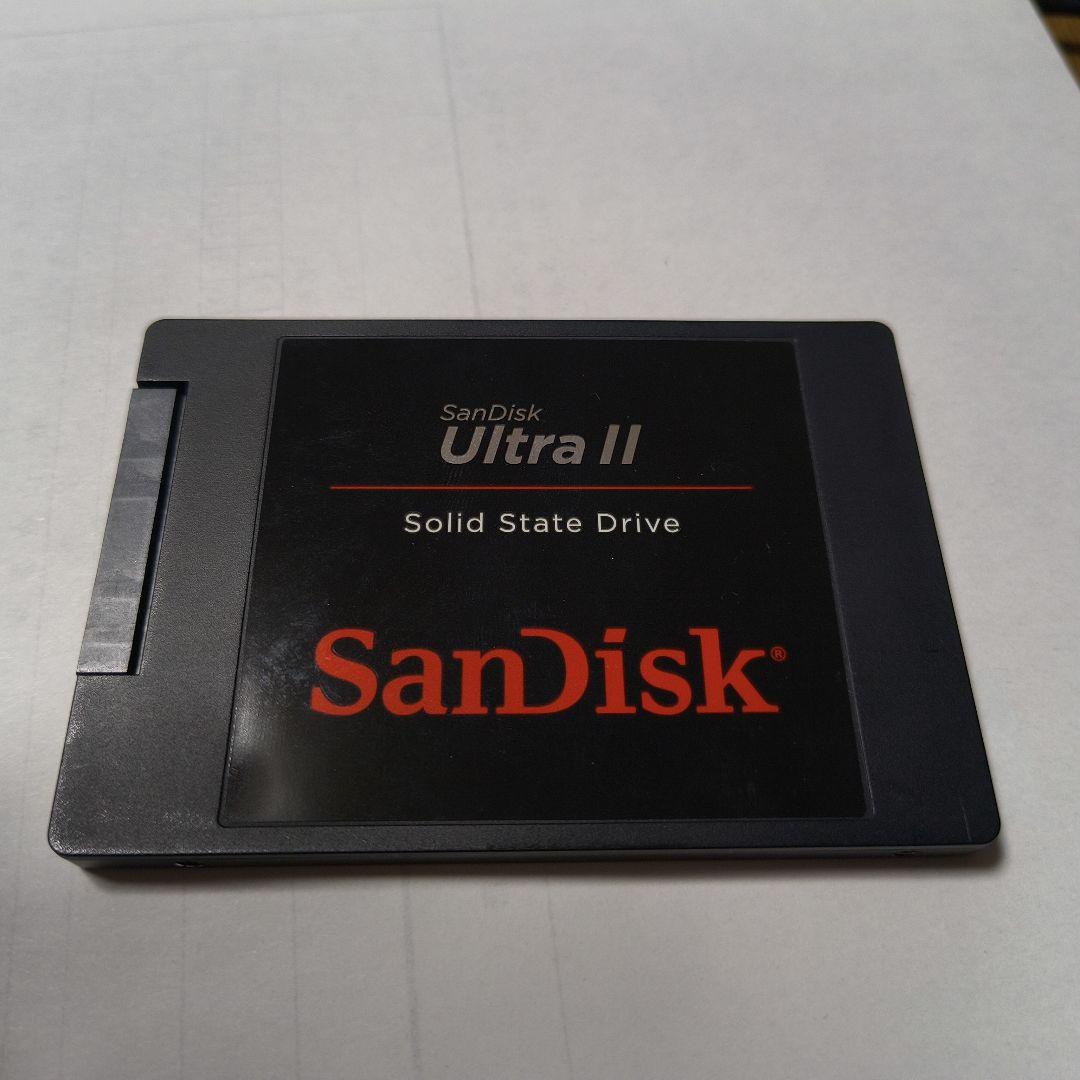 SanDisk
Ultra II
Solid State Drive
SanDisk®